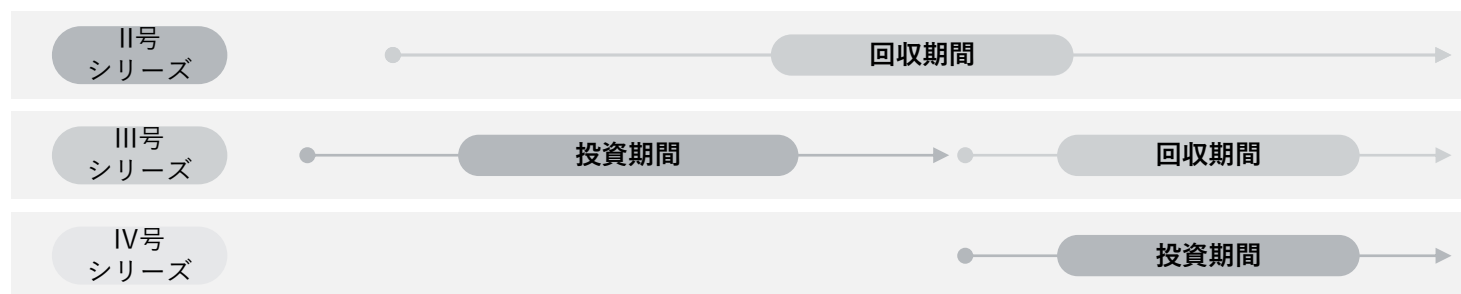 II号
シリーズ
回収期間
III号
シリーズ
投資期間
回収期間
IV号
シリーズ
投資期間